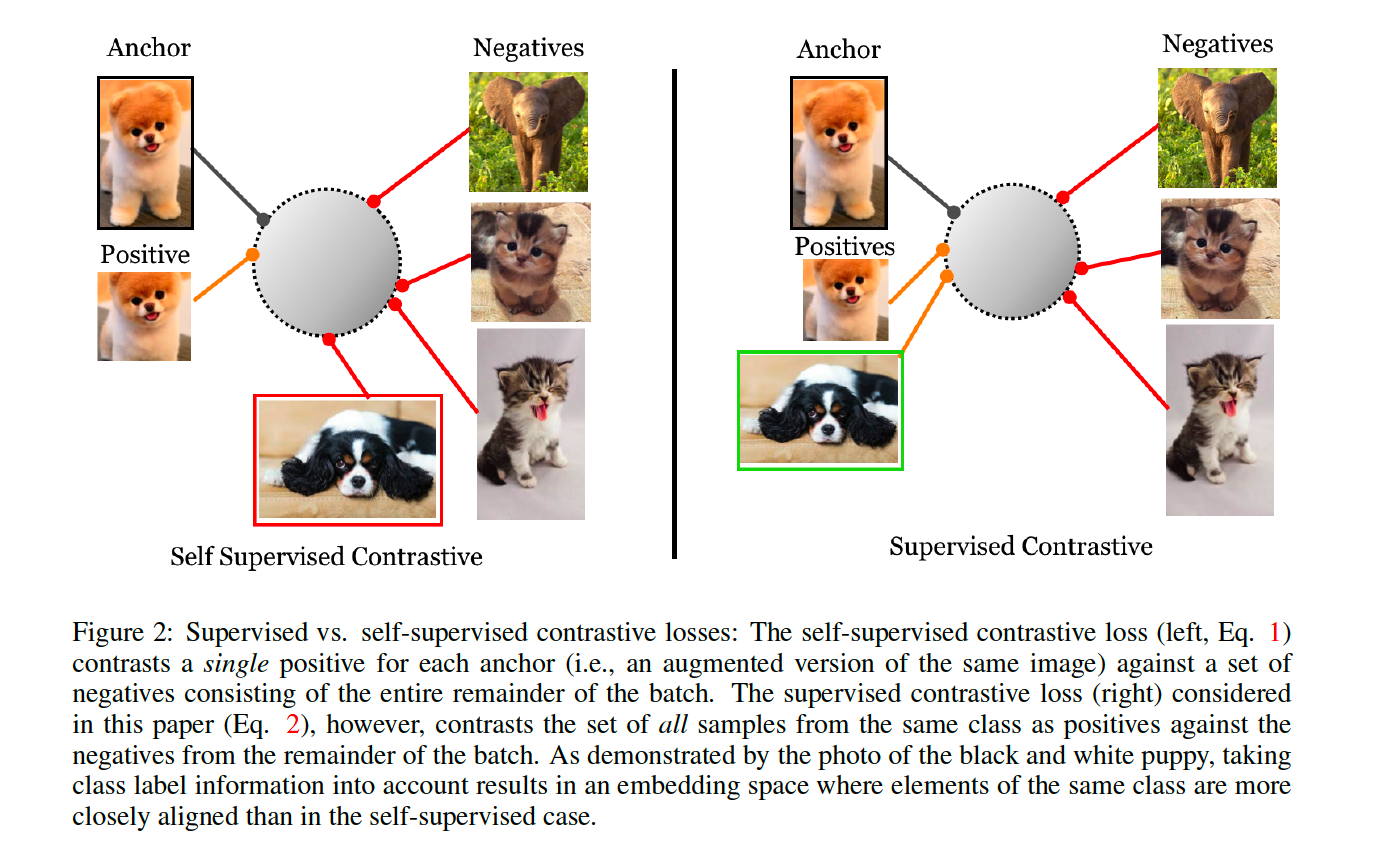 Anchor
Negatives
Positive
Self Supervised Contrastive
Anchor
Negatives
Positives
Supervised Contrastive
Figure 2: Supervised vs. self-supervised contrastive losses: The self-supervised contrastive loss (left, Eq. 1)
contrasts a single positive for each anchor (i.e., an augmented version of the same image) against a set of
negatives consisting of the entire remainder of the batch. The supervised contrastive loss (right) considered
in this paper (Eq. 2), however, contrasts the set of all samples from the same class as positives against the
negatives from the remainder of the batch. As demonstrated by the photo of the black and white puppy, taking
class label information into account results in an embedding space where elements of the same class are more
closely aligned than in the self-supervised case.